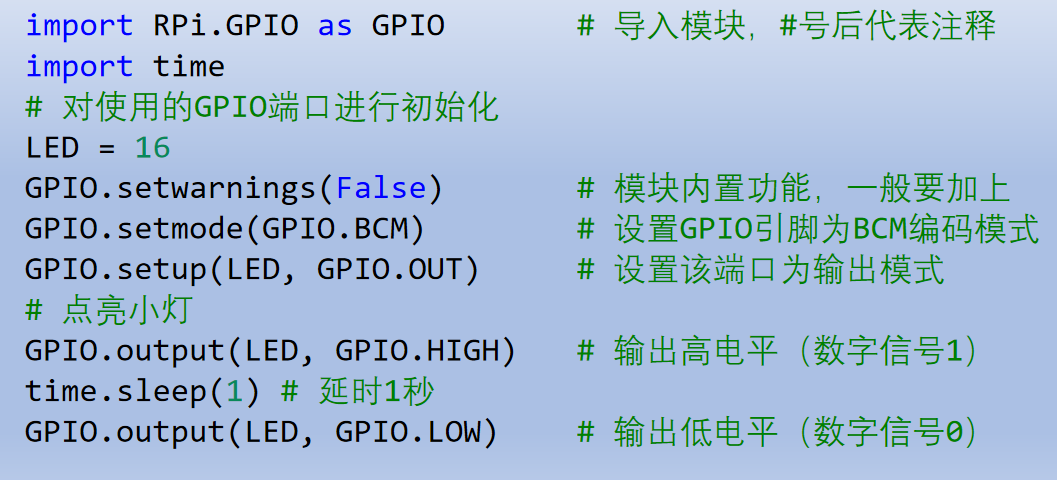 import RPi.GPIO as GPIO # 导入模块，#号后代表注释
import time
# 对使用的GPIO端口进行初始化
LED = 16
GPIO.setwarnings(False) # 模块内置功能，一般要加上
GPIO.setmode(GPIO.BCM) # 设置GPIO引脚为BCM编码模式
GPIO.setup(LED, GPIO.OUT) # 设置该端口为输出模式
# 点亮小灯
GPIO.output(LED, GPIO.HIGH) # 输出高电平（数字信号1）
time.sleep(1) # 延时1秒
GPIO.output(LED, GPIO.LOW) # 输出低电平（数字信号0）